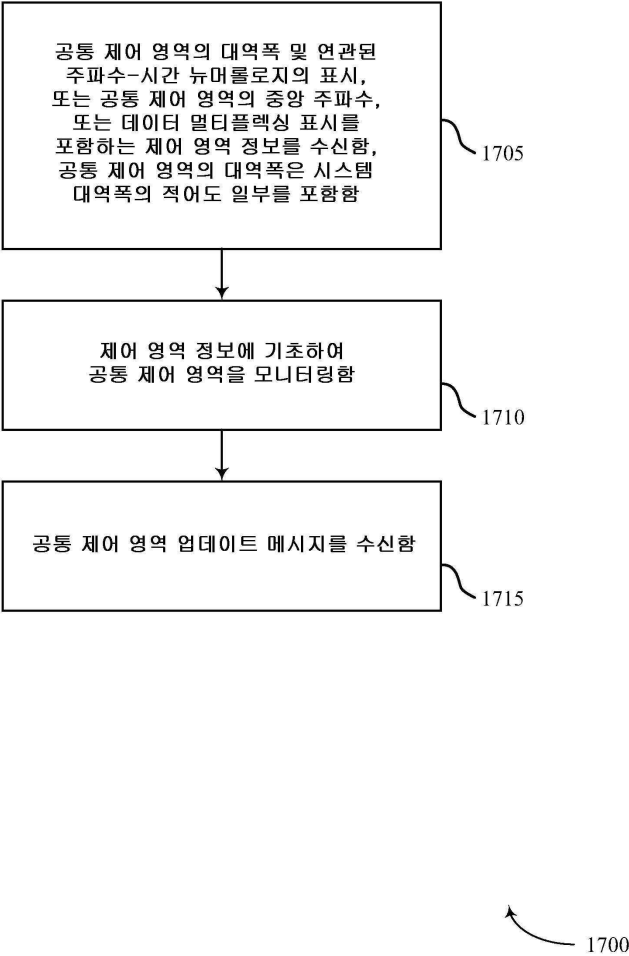 공통 제어 영역의 대역폭 및 연관된
주파수-시간 뉴머롤로지의 표시,
또는 공통 제어 영역의 중앙 주파수,
또는 데이터 멀티플렉싱 표시를
포함하는 제어 영역 정보를 수신함,
공통 제어 영역의 대역폭은 시스템
대역폭의 적어도 일부를 포함함
1705
제어 영역 정보에 기초하여
공통 제어 영역을 모니터링함
1710
공통 제어 영역 업데이트 메시지를 수신함
1715
1700